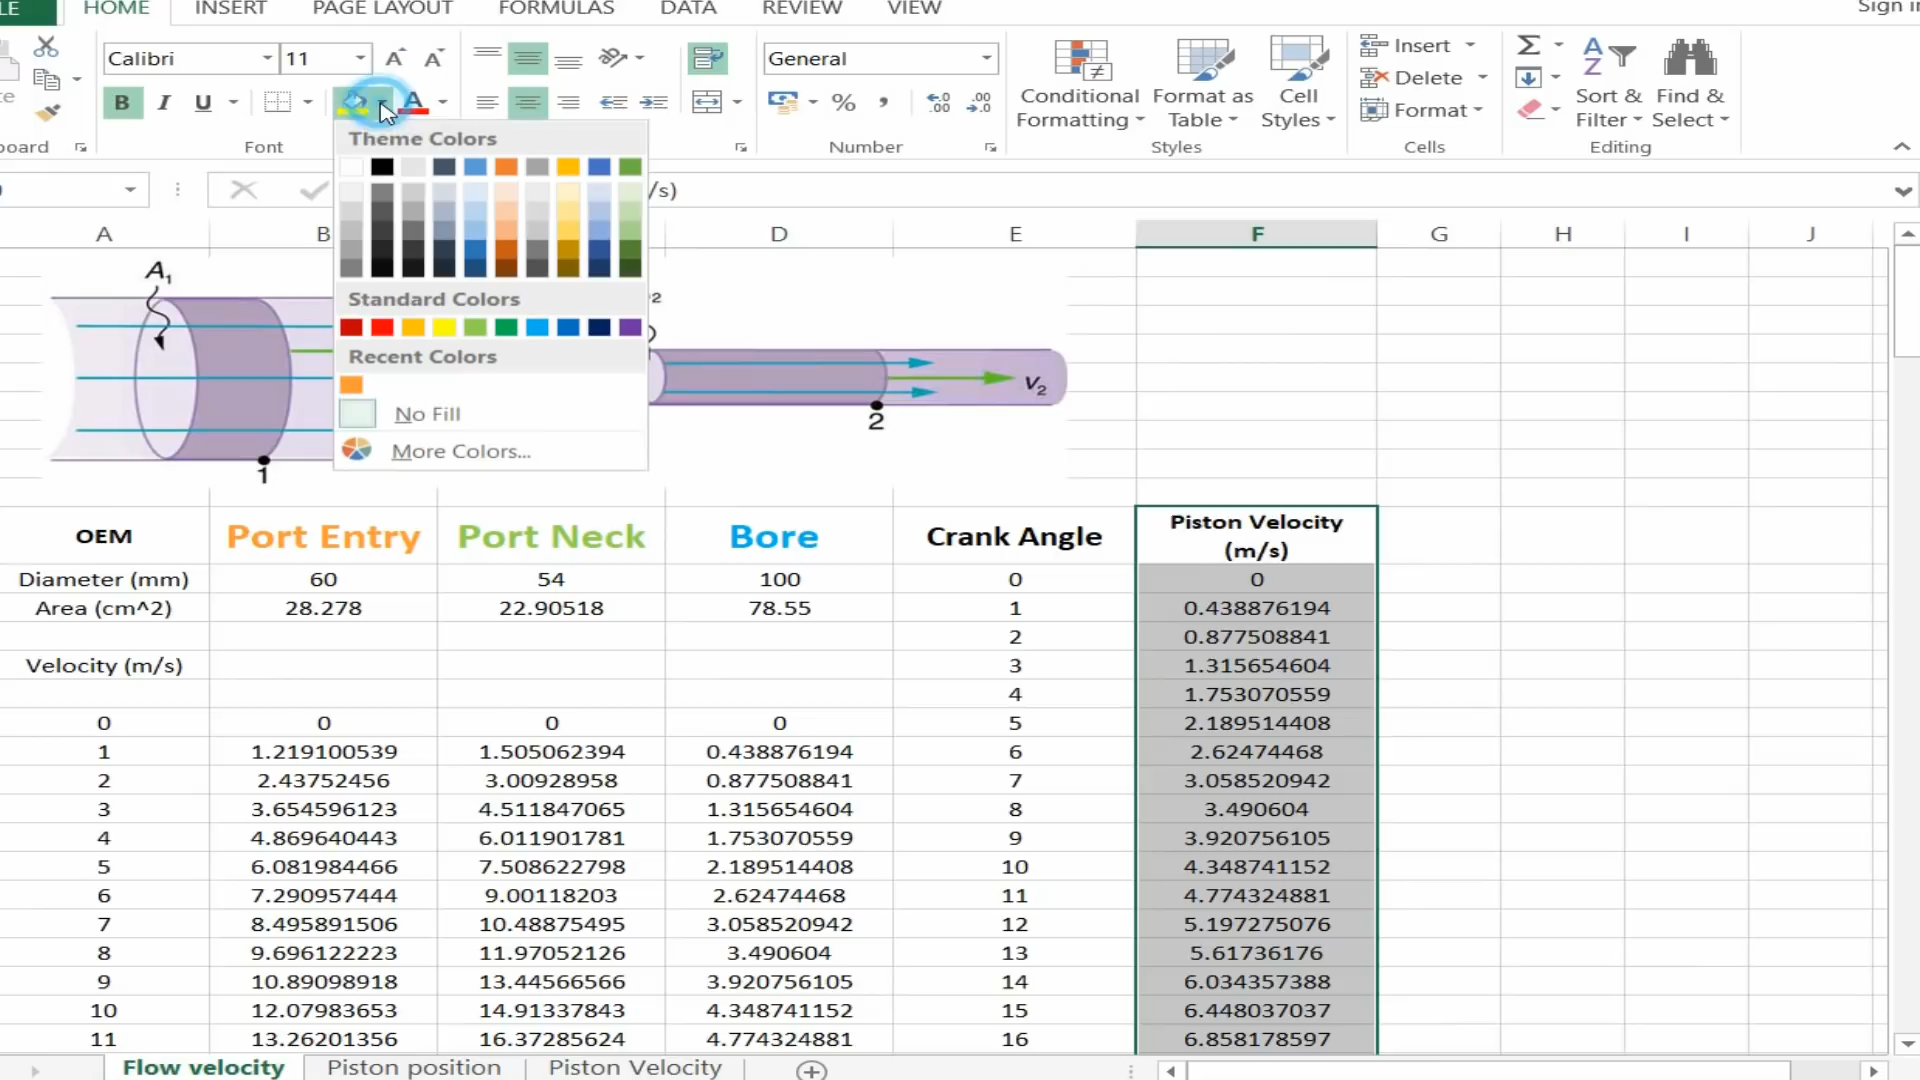 LE HOME INSERT PAGE LAYOUT FORMULAS DATA REVIEW VIEW Sign in
Calibri 11 A A General Insert Σ A Z
B I U A % , .00 .0 Conditional Formatting Format as Table Cell Styles Delete Sort & Filter Find & Select
Format
board Font Number Styles Cells Editing
Theme Colors
/s)
A B D E F G H I J
Standard Colors
Recent Colors
No Fill
More Colors...
A1
1
2
V2
2
OEM Port Entry Port Neck Bore Crank Angle Piston Velocity (m/s)
Diameter (mm) 60 54 100 0 0
Area (cm^2) 28.278 22.90518 78.55 1 0.438876194
2 0.877508841
Velocity (m/s) 3 1.315654604
4 1.753070559
0 0 0 0 5 2.189514408
1 1.219100539 1.505062394 0.438876194 6 2.62474468
2 2.43752456 3.00928958 0.877508841 7 3.058520942
3 3.654596123 4.511847065 1.315654604 8 3.490604
4 4.869640443 6.011901781 1.753070559 9 3.920756105
5 6.081984466 7.508622798 2.189514408 10 4.348741152
6 7.290957444 9.00118203 2.62474468 11 4.774324881
7 8.495891506 10.48875495 3.058520942 12 5.197275076
8 9.696122223 11.97052126 3.490604 13 5.61736176
9 10.89098918 13.44566566 3.920756105 14 6.034357388
10 12.07983653 14.91337843 4.348741152 15 6.448037037
11 13.26201356 16.37285624 4.774324881 16 6.858178597
Flow velocity Piston position Piston Velocity